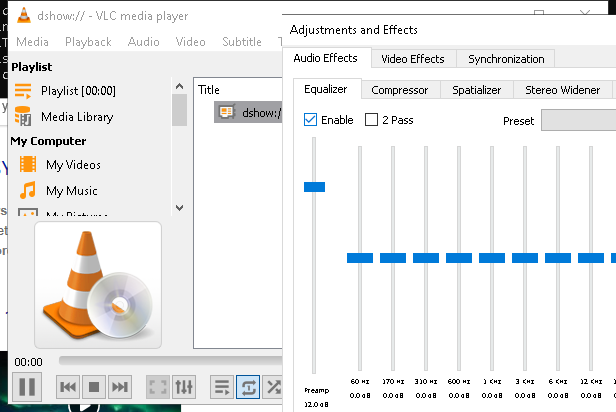 dshow:// - VLC media player
Media Playback Audio Video Subtitle
Playlist
Playlist [00:00]
Media Library
My Computer
My Videos
My Music
My Pictures
Title
dshow:/
00:00
Adjustments and Effects
Audio Effects Video Effects Synchronization
Equalizer Compressor Spatializer Stereo Widener
Enable 2 Pass Preset
60 Hz 170 Hz 310 Hz 600 Hz 1 KHz 3 KHz 6 KHz 12 KHz
Preamp 0.0 dB 0.0 dB 0.0 dB 0.0 dB 0.0 dB 0.0 dB 0.0 dB 0.0 dB
12.0 dB